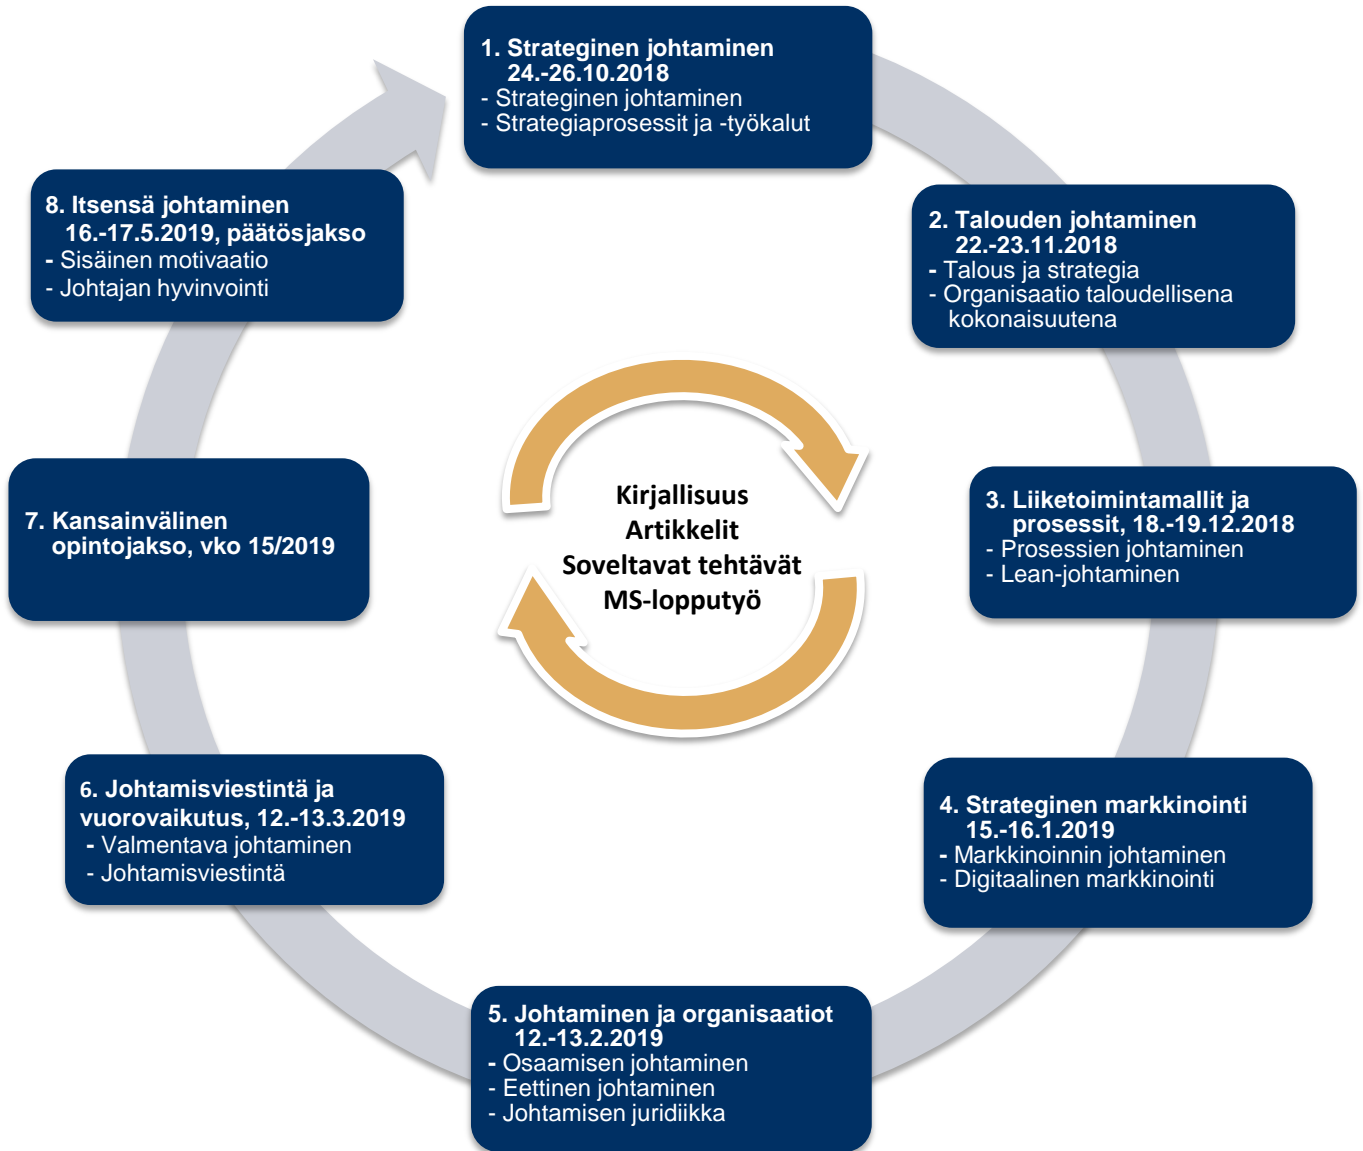 1. Strateginen johtaminen
24.-26.10.2018
- Strateginen johtaminen
- Strategiaprosessit ja -työkalut
2. Talouden johtaminen
22.-23.11.2018
- Talous ja strategia
- Organisaatio taloudellisena
kokonaisuutena
3. Liiketoimintamallit ja
prosessit, 18.-19.12.2018
- Prosessien johtaminen
- Lean-johtaminen
4. Strateginen markkinointi
15.-16.1.2019
- Markkinoinnin johtaminen
- Digitaalinen markkinointi
5. Johtaminen ja organisaatiot
12.-13.2.2019
- Osaamisen johtaminen
- Eettinen johtaminen
- Johtamisen juridiikka
6. Johtamisviestintä ja
vuorovaikutus, 12.-13.3.2019
- Valmentava johtaminen
- Johtamisviestintä
7. Kansainvälinen
opintojakso, vko 15/2019
8. Itsensä johtaminen
16.-17.5.2019, päätösjakso
- Sisäinen motivaatio
- Johtajan hyvinvointi
Kirjallisuus
Artikkelit
Soveltavat tehtävät
MS-lopputyö